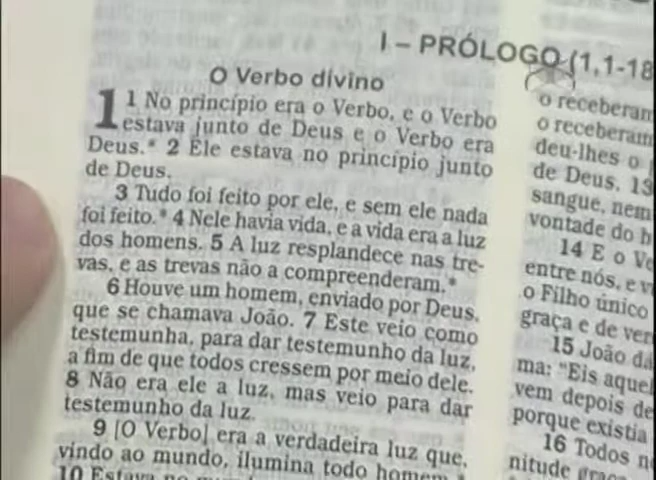 I – PRÓLOGO (1,1-18
O Verbo divino
1 1 No princípio era o Verbo, e o Verbo
estava junto de Deus e o Verbo era
Deus.* 2 Ele estava no princípio junto
de Deus.
3 Tudo foi feito por ele, e sem ele nada
foi feito.* 4 Nele havia vida, e a vida era a luz
dos homens. 5 A luz resplandece nas tre-
vas, e as trevas não a compreenderam.*
6 Houve um homem, enviado por Deus,
que se chamava João. 7 Este veio como
testemunha, para dar testemunho da luz,
a fim de que todos cressem por meio dele.
8 Não era ele a luz, mas veio para dar
testemunho da luz.
9 [O Verbo] era a verdadeira luz que,
vindo ao mundo, ilumina todo homem.*
10 Estava no
o receberam
o receberam
deu-lhes o
de Deus, 13
sangue, nem
vontade do h
14 E o Ve
entre nós, e v
o Filho único
graça e de ver
15 João dá
ma: "Eis aquel
vem depois de
porque existia
16 Todos n
nitude graça